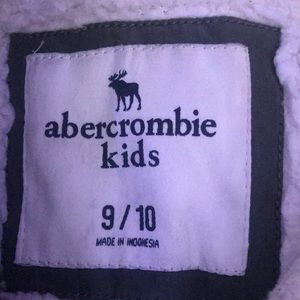 abercrombie
kids
9/10
MADE IN INDONESIA